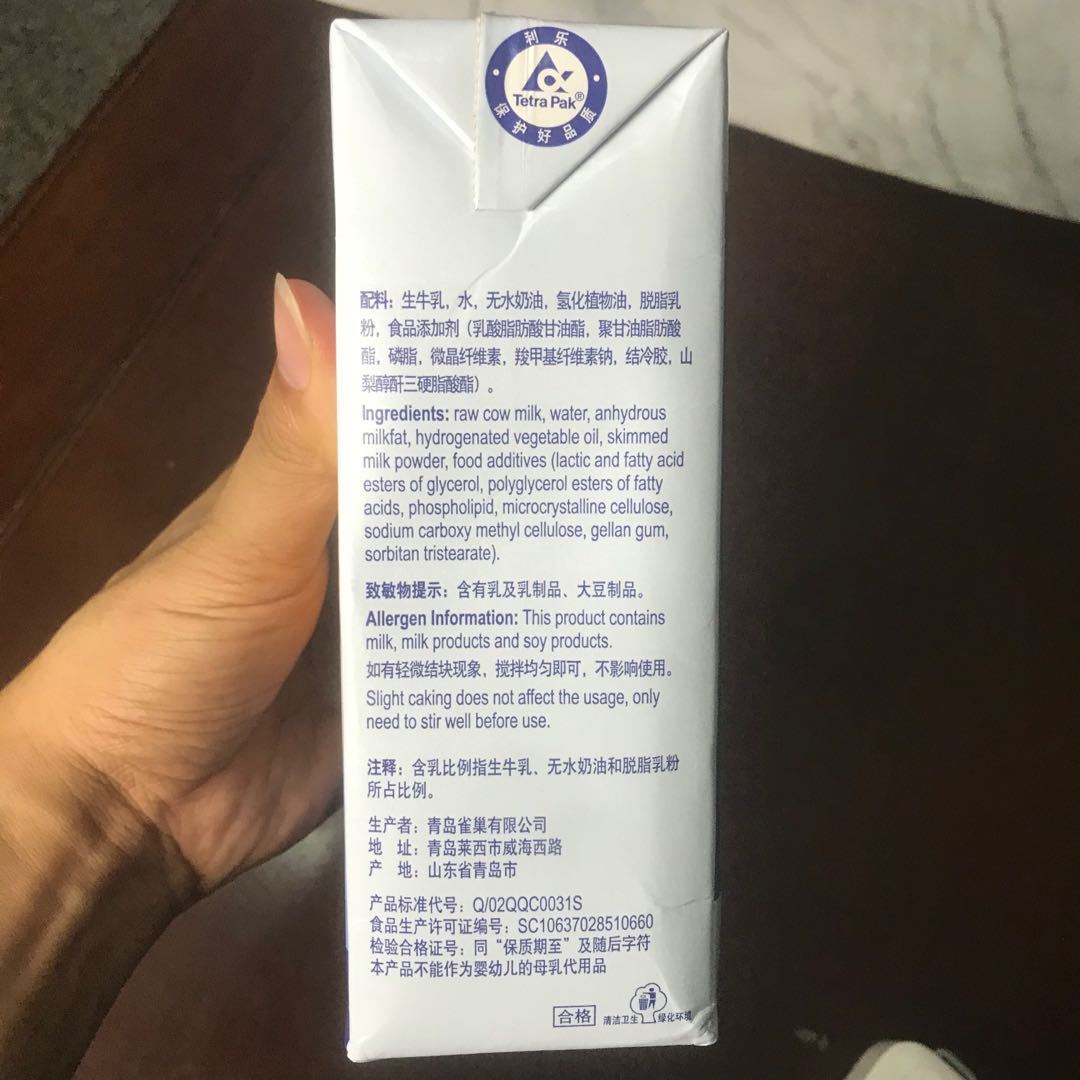 利乐
Tetra Pak®
保护好品质
配料：生牛乳，水，无水奶油，氢化植物油，脱脂乳
粉，食品添加剂（乳酸脂肪酸甘油酯，聚甘油脂肪酸
酯，磷脂，微晶纤维素，羧甲基纤维素钠，结冷胶，山
梨醇酐三硬脂酸酯）。
Ingredients: raw cow milk, water, anhydrous
milkfat, hydrogenated vegetable oil, skimmed
milk powder, food additives (lactic and fatty acid
esters of glycerol, polyglycerol esters of fatty
acids, phospholipid, microcrystalline cellulose,
sodium carboxy methyl cellulose, gellan gum,
sorbitan tristearate).
致敏物提示：含有乳及乳制品、大豆制品。
Allergen Information: This product contains
milk, milk products and soy products.
如有轻微结块现象，搅拌均匀即可，不影响使用。
Slight caking does not affect the usage, only
need to stir well before use.
注释：含乳比例指生牛乳、无水奶油和脱脂乳粉
所占比例。
生产者：青岛雀巢有限公司
地　址：青岛莱西市威海西路
产　地：山东省青岛市
产品标准代号：Q/02QQC0031S
食品生产许可证编号：SC10637028510660
检验合格证号：同“保质期至”及随后字符
本产品不能作为婴幼儿的母乳代用品
合格 清洁卫生 绿化环境